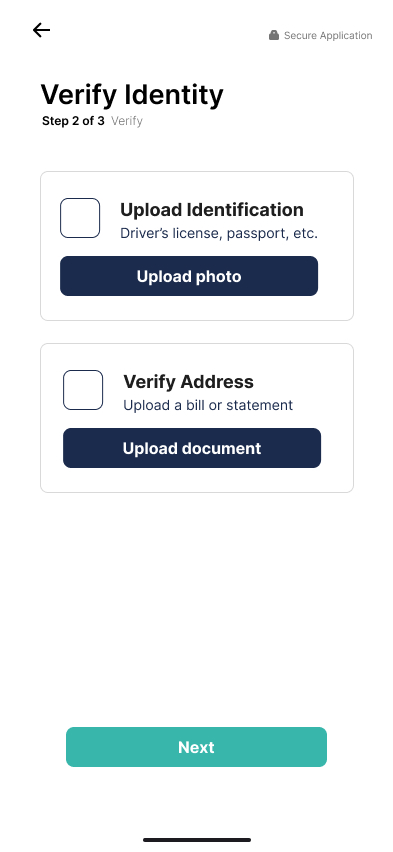 Secure Application
Verify Identity
Step 2 of 3 Verify
Upload Identification
Driver’s license, passport, etc.
Upload photo
Verify Address
Upload a bill or statement
Upload document
Next